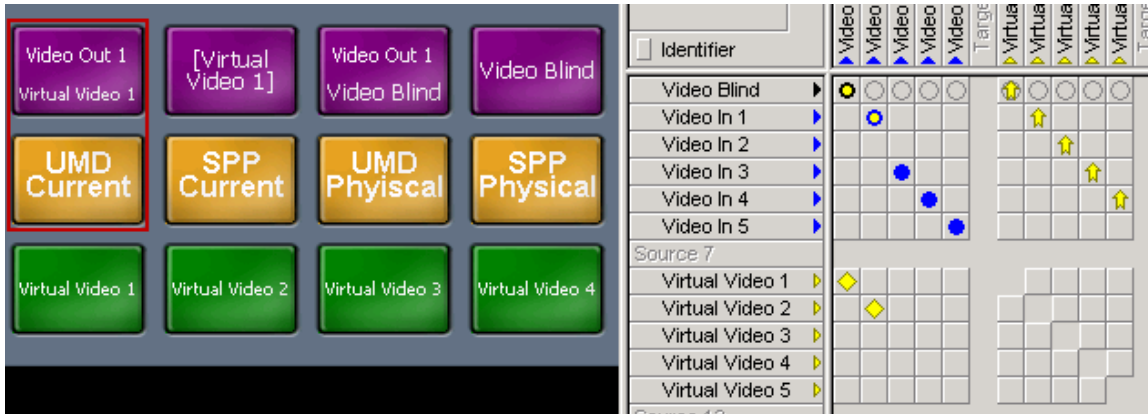 Video Out 1
Virtual Video 1
[Virtual
Video 1]
Video Out 1
Video Blind
Video Blind
UMD
Current
SPP
Current
UMD
Phyiscal
SPP
Physical
Virtual Video 1
Virtual Video 2
Virtual Video 3
Virtual Video 4
Identifier
Video
Video
Video
Video
Video
Targe
Virtua
Virtua
Virtua
Virtua
Virtua
Targe
Video Blind
Video In 1
Video In 2
Video In 3
Video In 4
Video In 5
Source 7
Virtual Video 1
Virtual Video 2
Virtual Video 3
Virtual Video 4
Virtual Video 5